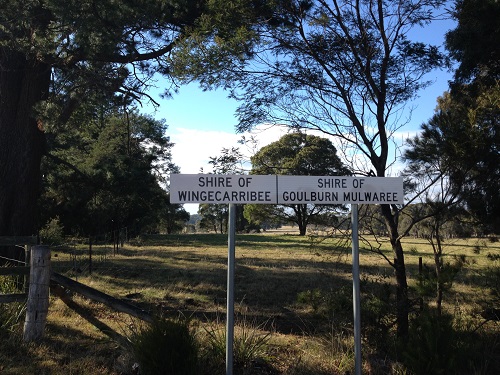 SHIRE OF
WINGECARRIBEE
SHIRE OF
GOULBURN MULWAREE